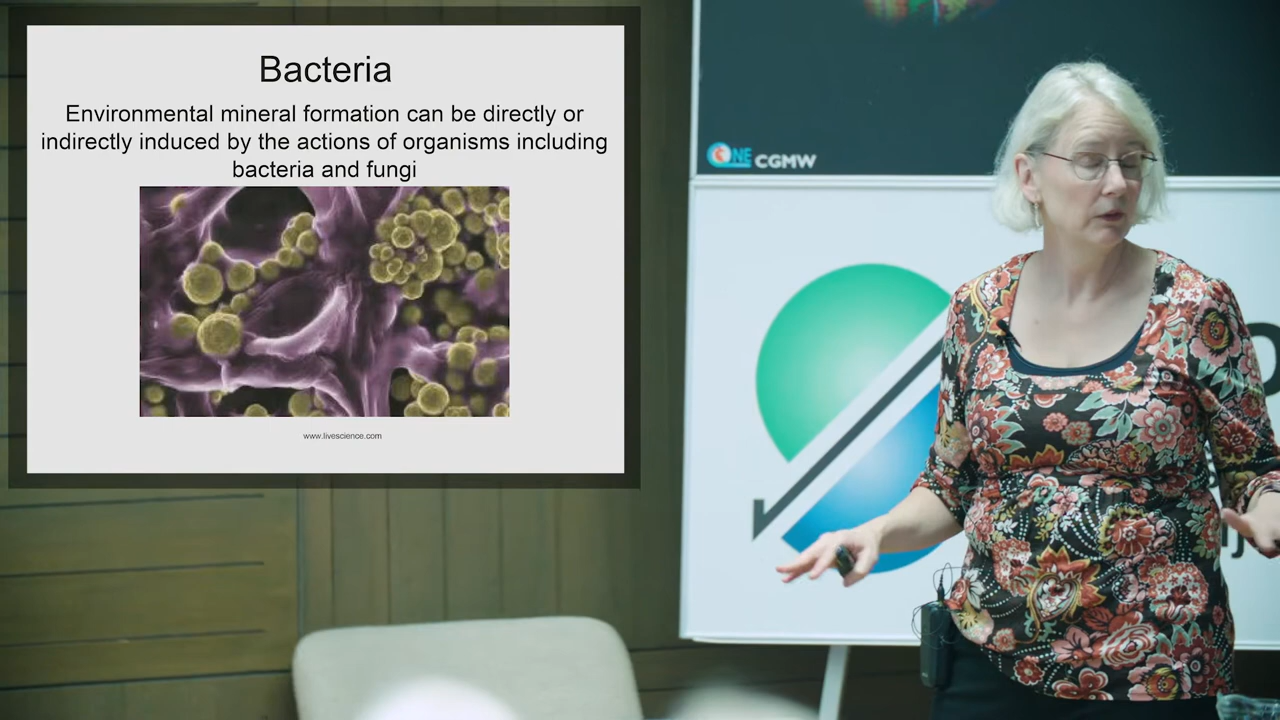 Bacteria
Environmental mineral formation can be directly or
indirectly induced by the actions of organisms including
bacteria and fungi
www.livescience.com
ONE CGMW